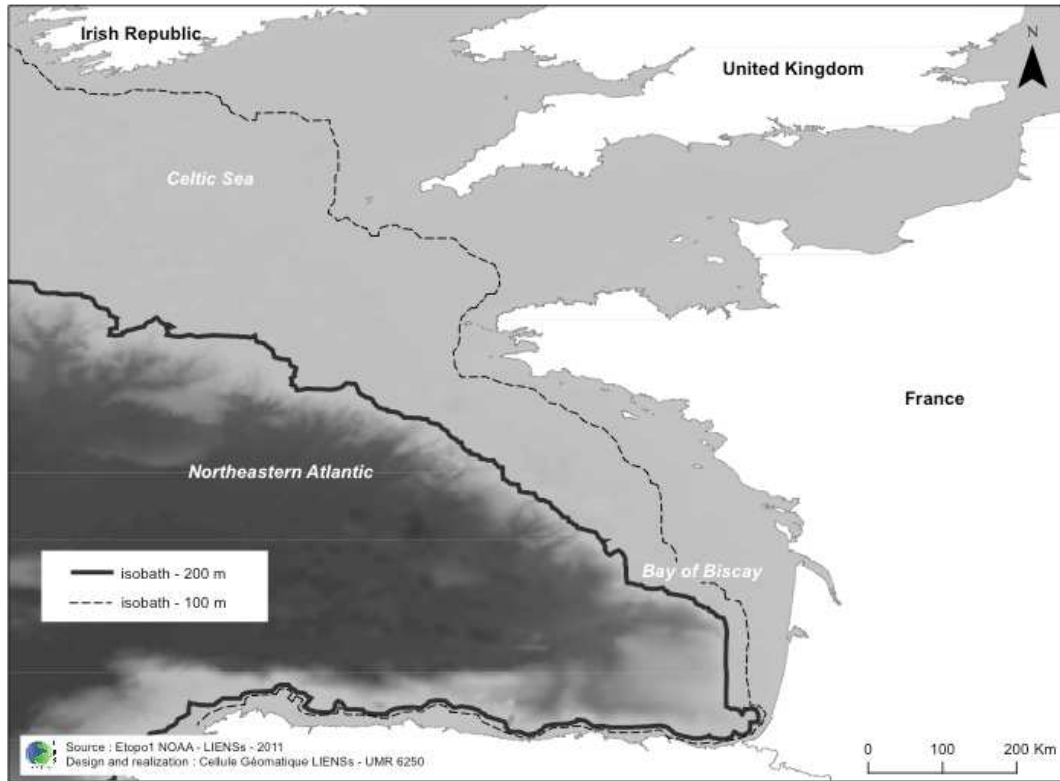 Irish Republic
N
United Kingdom
Celtic Sea
France
Northeastern Atlantic
Bay of Biscay
isobath - 200 m
isobath - 100 m
Source : Etopo1 NOAA - LIENSs - 2011
Design and realization : Cellule Géomatique LIENSs - UMR 6250
0 100 200 Km